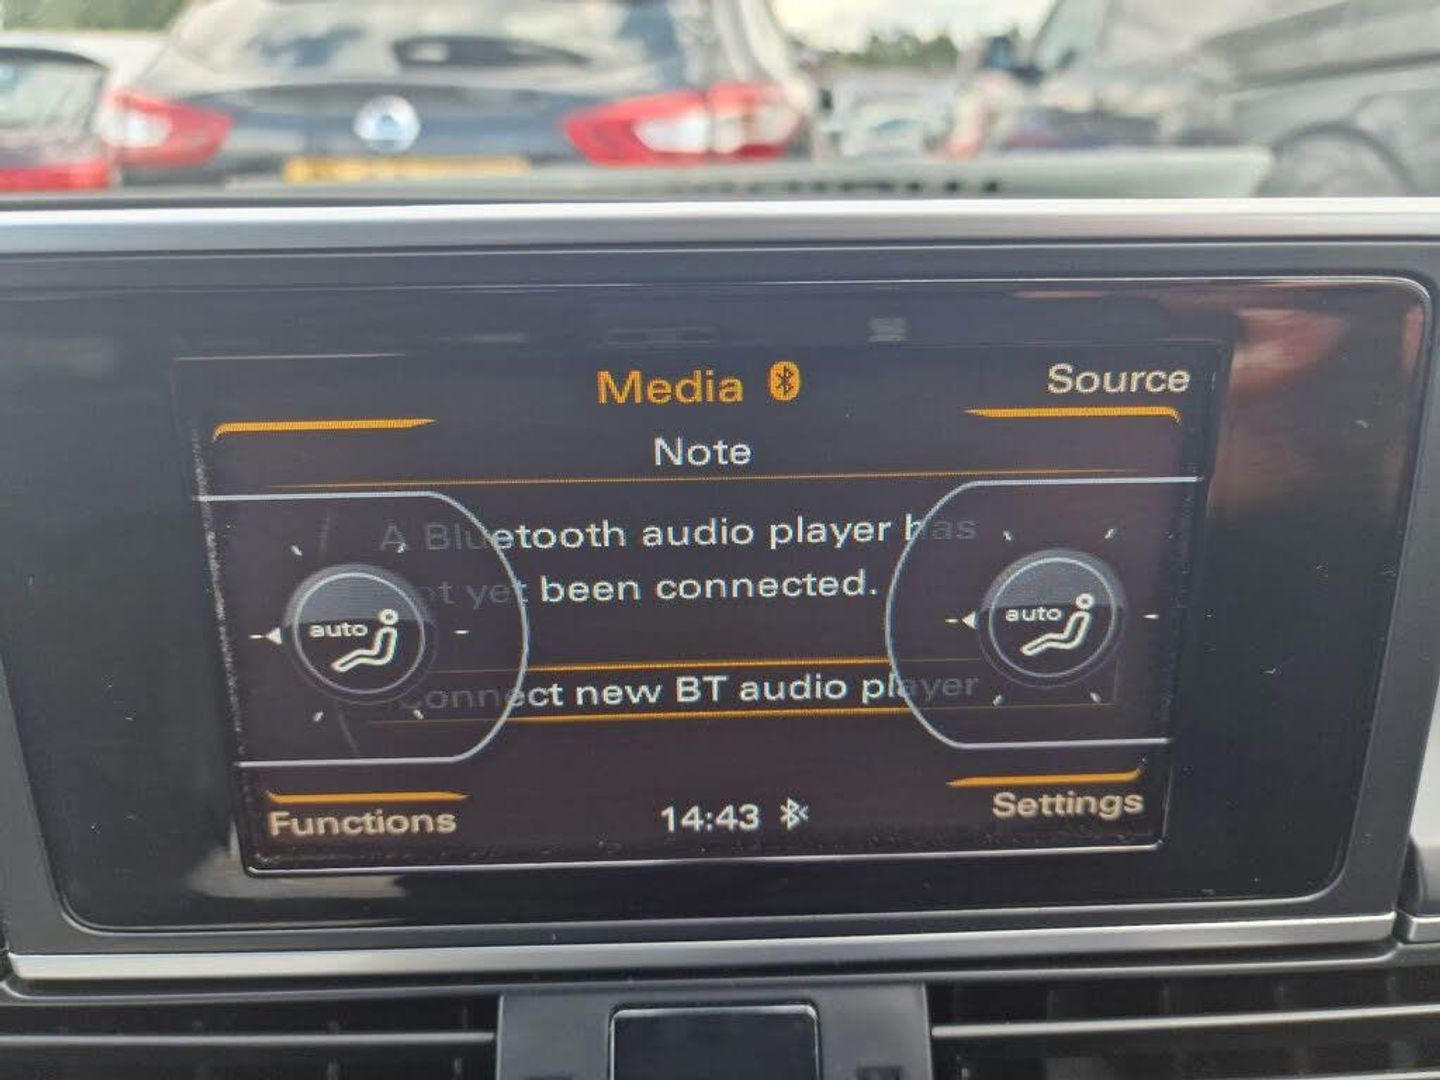 Media
Source
Note
A Bluetooth audio player has
not yet been connected.
auto
auto
Connect new BT audio player
Functions
14:43
Settings